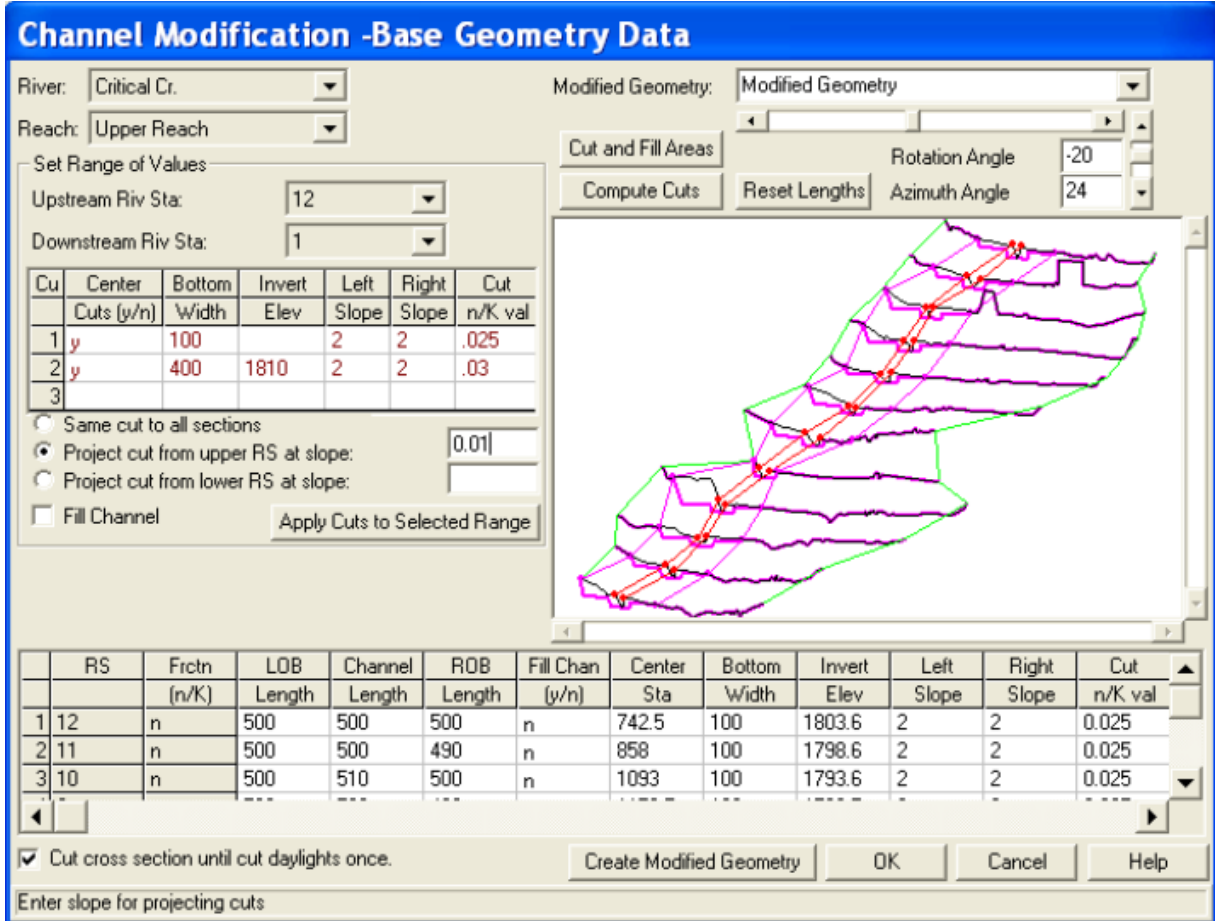 Channel Modification -Base Geometry Data
River: Critical Cr.
Reach: Upper Reach
Set Range of Values
Upstream Riv Sta: 12
Downstream Riv Sta: 1
Cu Center Bottom Invert Left Right Cut
Cuts (y/n) Width Elev Slope Slope n/K val
1 y 100 2 2 .025
2 y 400 1810 2 2 .03
3
Same cut to all sections
Project cut from upper RS at slope: 0.01
Project cut from lower RS at slope:
Fill Channel
Apply Cuts to Selected Range
Modified Geometry: Modified Geometry
Cut and Fill Areas
Rotation Angle -20
Compute Cuts Reset Lengths Azimuth Angle 24
RS Frctn LOB Channel ROB Fill Chan Center Bottom Invert Left Right Cut
(n/K) Length Length Length (y/n) Sta Width Elev Slope Slope n/K val
1 12 n 500 500 500 n 742.5 100 1803.6 2 2 0.025
2 11 n 500 500 490 n 858 100 1798.6 2 2 0.025
3 10 n 500 510 500 n 1093 100 1793.6 2 2 0.025
Cut cross section until cut daylights once.
Create Modified Geometry OK Cancel Help
Enter slope for projecting cuts